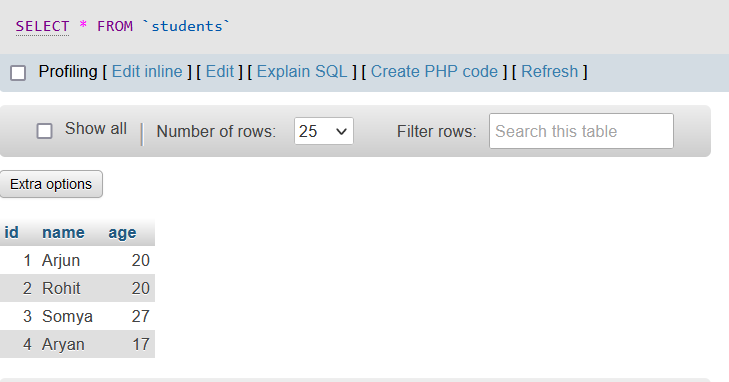 SELECT * FROM `students`
Profiling [ Edit inline ] [ Edit ] [ Explain SQL ] [ Create PHP code ] [ Refresh ]
Show all Number of rows: 25 Filter rows: Search this table
Extra options
id name age
1 Arjun 20
2 Rohit 20
3 Somya 27
4 Aryan 17